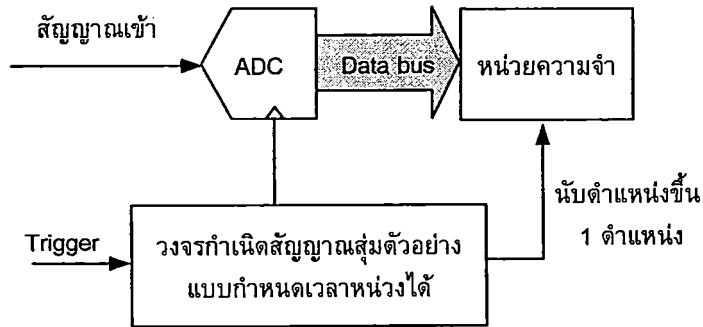 สัญญาณเข้า
ADC
Data bus
หน่วยความจำ
Trigger
วงจรกำเนิดสัญญาณสุ่มตัวอย่าง
แบบกำหนดเวลาหน่วงได้
นับตำแหน่งขึ้น
1 ตำแหน่ง